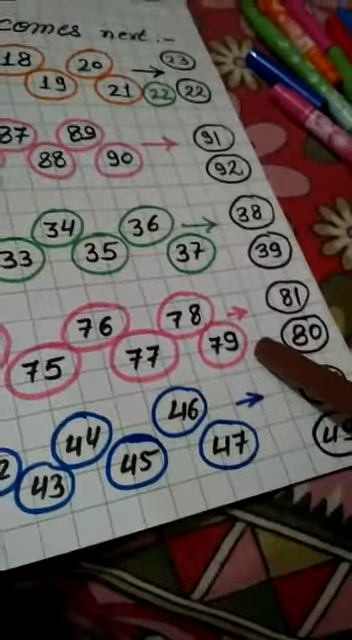 comes next :-
18 19 20 21 22 → 23 22
87 88 89 90 → 91 92
33 34 35 36 37 → 38 39
75 76 77 78 79 → 81 80
43 44 45 46 47 →